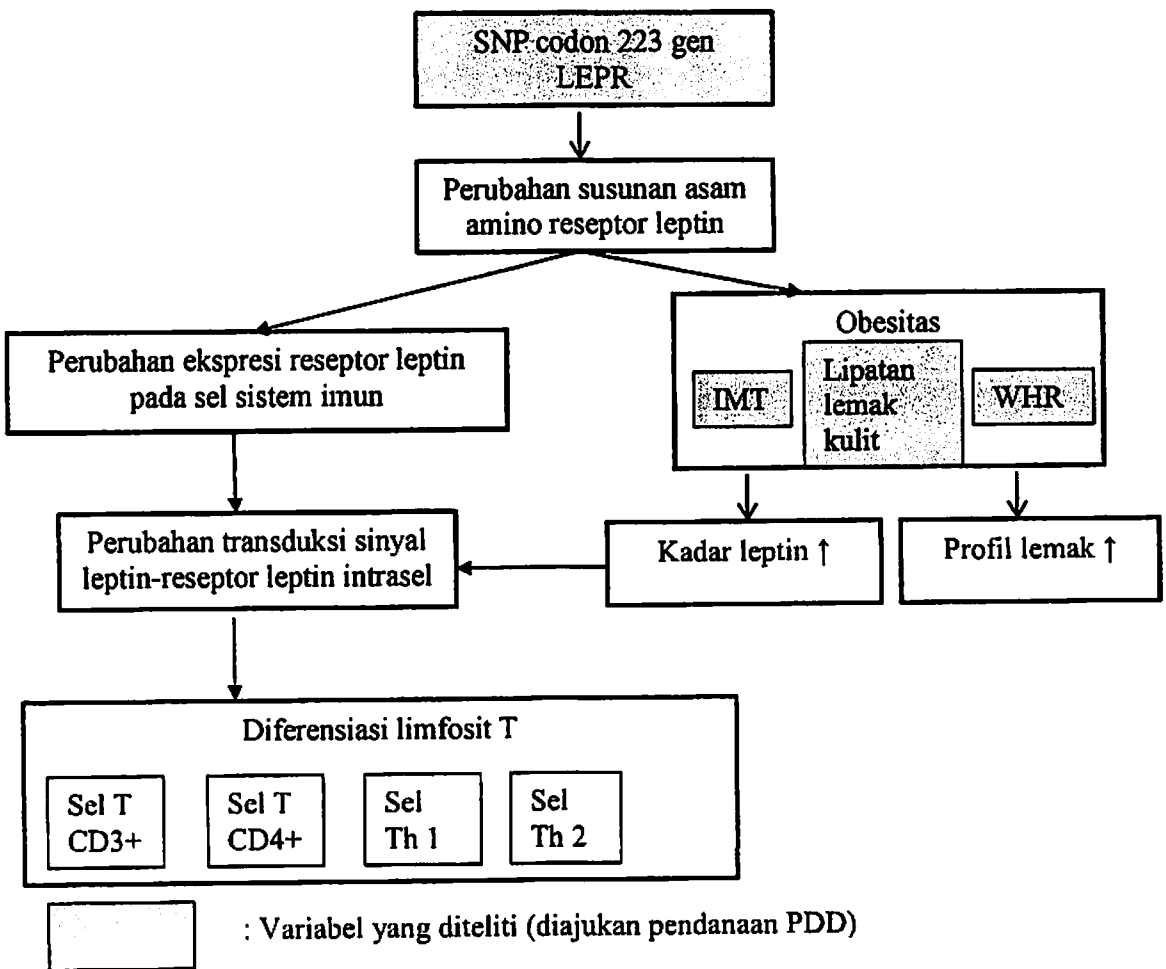 SNP codon 223 gen
LEPR
Perubahan susunan asam
amino reseptor leptin
Perubahan ekspresi reseptor leptin
pada sel sistem imun
Obesitas
IMT
Lipatan
lemak
kulit
WHR
Perubahan transduksi sinyal
leptin-reseptor leptin intrasel
Kadar leptin ↑
Profil lemak ↑
Diferensiasi limfosit T
Sel T
CD3+
Sel T
CD4+
Sel
Th 1
Sel
Th 2
: Variabel yang diteliti (diajukan pendanaan PDD)